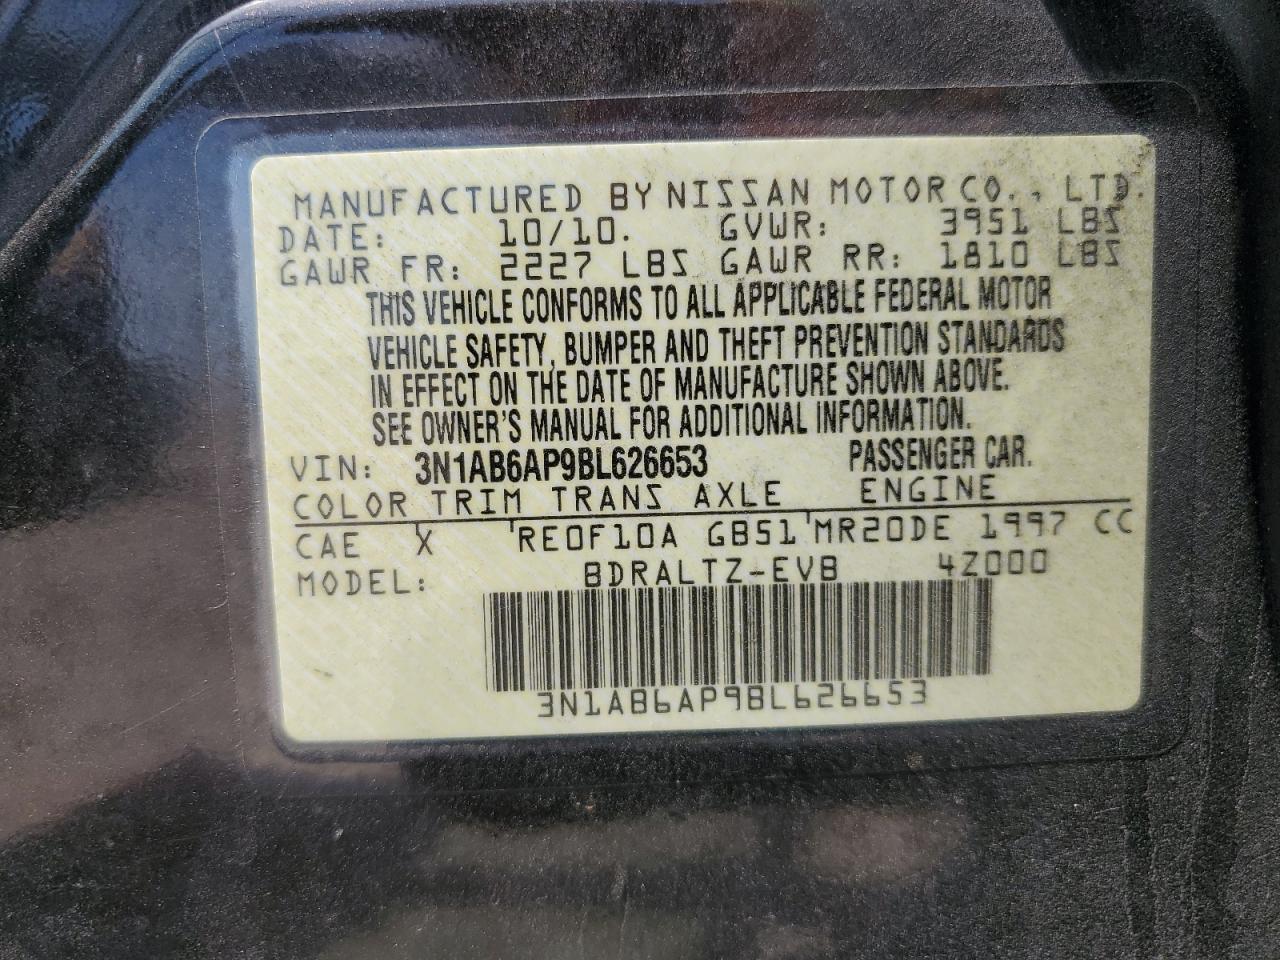 MANUFACTURED BY NISSAN MOTOR CO., LTD.
DATE: 10/10. GVWR: 3951 LBS
GAWR FR: 2227 LBS GAWR RR: 1810 LBS
THIS VEHICLE CONFORMS TO ALL APPLICABLE FEDERAL MOTOR
VEHICLE SAFETY, BUMPER AND THEFT PREVENTION STANDARDS
IN EFFECT ON THE DATE OF MANUFACTURE SHOWN ABOVE.
SEE OWNER'S MANUAL FOR ADDITIONAL INFORMATION.
VIN: 3N1AB6AP9BL626653 PASSENGER CAR.
COLOR TRIM TRANS AXLE ENGINE
CAE X RE0F10A GB51 MR20DE 1997 CC
MODEL: BDRALTZ-EVB 4Z000
3N1AB6AP9BL626653